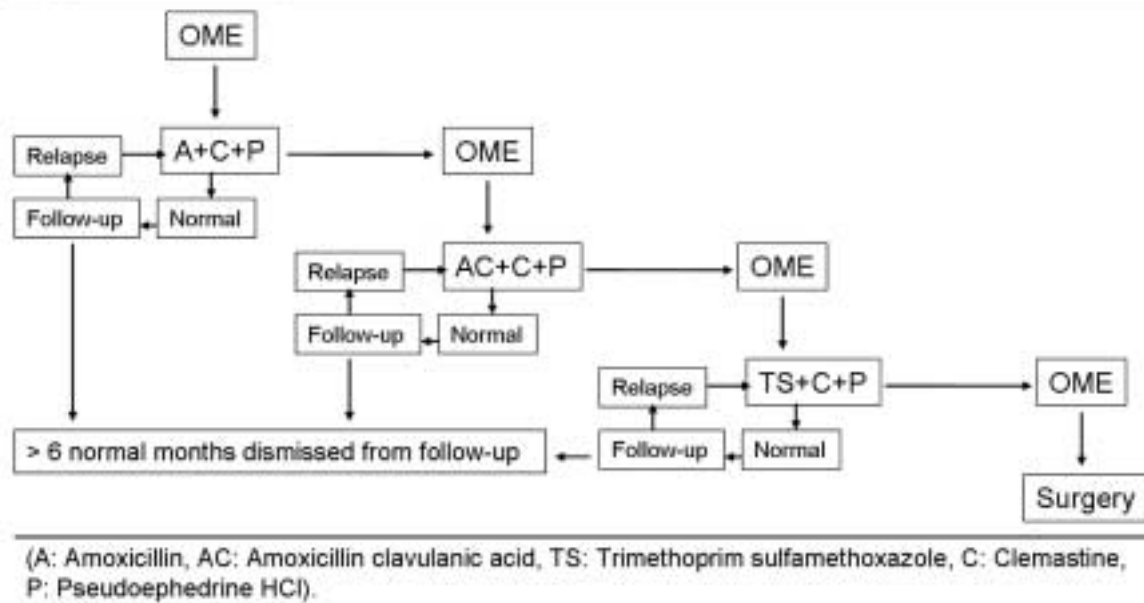 OME
Relapse
A+C+P
OME
Follow-up
Normal
Relapse
AC+C+P
OME
Follow-up
Normal
Relapse
TS+C+P
OME
> 6 normal months dismissed from follow-up
Follow-up
Normal
Surgery
(A: Amoxicillin, AC: Amoxicillin clavulanic acid, TS: Trimethoprim sulfamethoxazole, C: Clemastine,
P: Pseudoephedrine HCl).